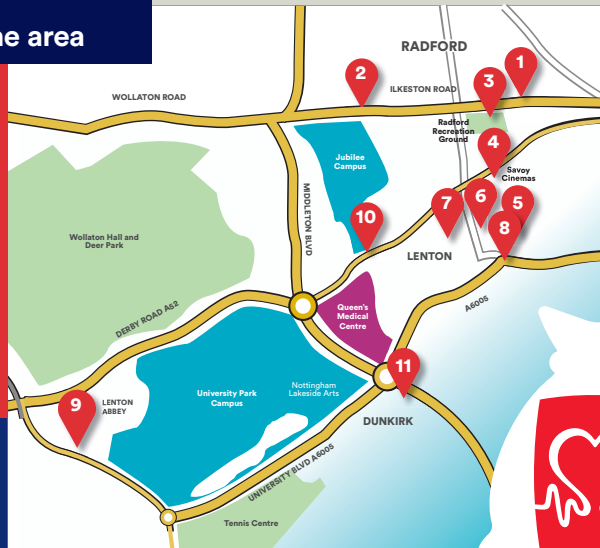 ne area
RADFORD
1
2
3
ILKESTON ROAD
WOLLATON ROAD
Radford
Recreation
Ground
4
Jubilee
Campus
Savoy
Cinemas
MIDDLETON BLVD
7
6
5
10
8
Wollaton Hall and
Deer Park
LENTON
A6005
DERBY ROAD A52
Queen's
Medical
Centre
11
Nottingham
Lakeside Arts
University Park
Campus
9
LENTON
ABBEY
DUNKIRK
UNIVERSITY BLVD A6005
Tennis Centre